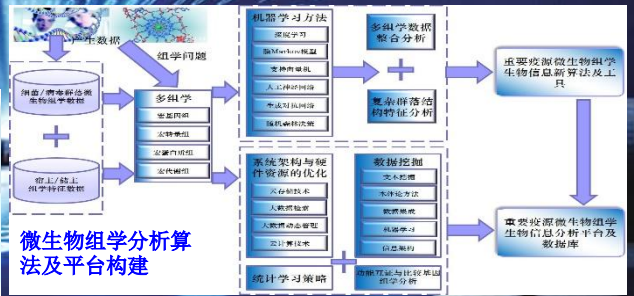 产生数据
组学问题
细菌/病毒群落微
生物组学数据
宿主/储主
组学特征数据
多组学
宏基因组
宏转录组
宏蛋白质组
宏代谢组
机器学习方法
深度学习
隐Markov模型
支持向量机
人工神经网络
生成对抗网络
随机森林决策
多组学数据
整合分析
复杂群落结
构特征分析
系统架构与硬
件资源的优化
云存储技术
大数据检索
大数据动态管理
云计算技术
统计学习策略
数据挖掘
文本挖掘
本体论方法
数据集成
机器学习
信息架构
功能互证与比较基因
组学分析
重要疫源微生物组学
生物信息新算法及工
具
重要疫源微生物组学
生物信息分析平台及
数据库
微生物组学分析算
法及平台构建